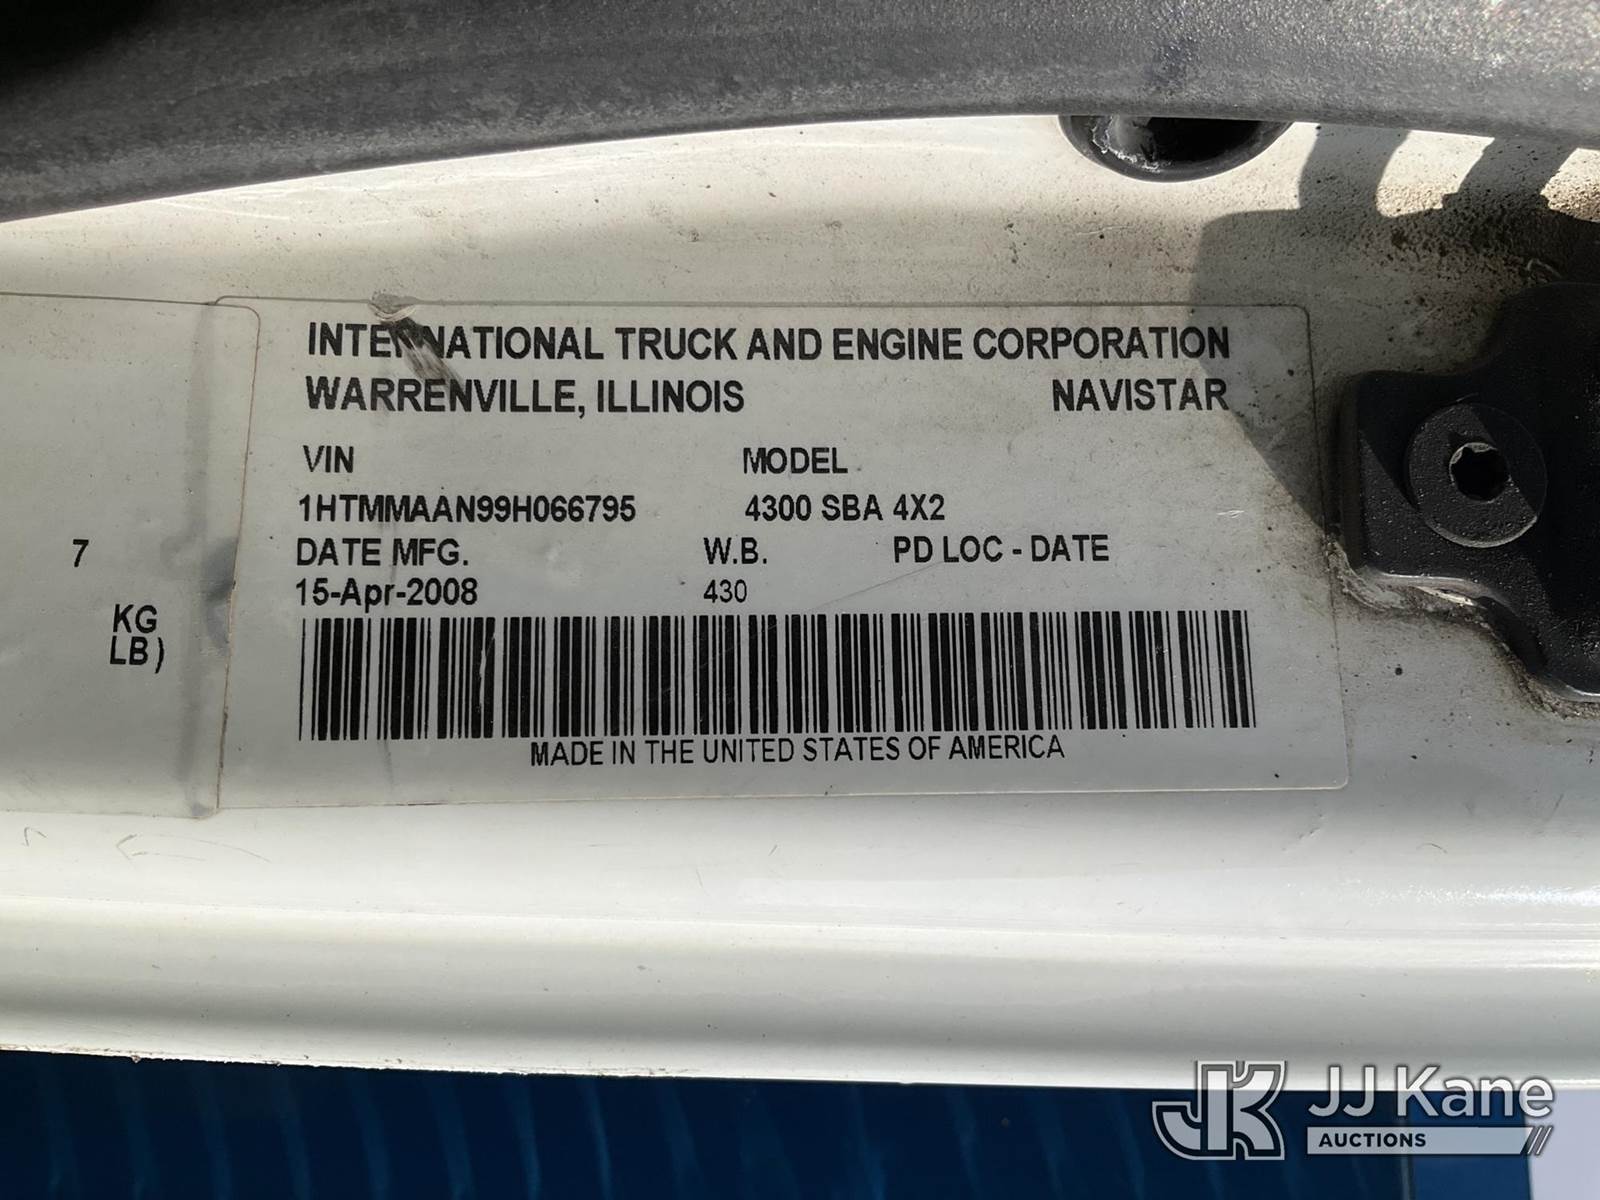 INTERNATIONAL TRUCK AND ENGINE CORPORATION
WARRENVILLE, ILLINOIS NAVISTAR
VIN MODEL
1HTMMAAN99H066795 4300 SBA 4X2
DATE MFG. W.B. PD LOC - DATE
15-Apr-2008 430
MADE IN THE UNITED STATES OF AMERICA
7
KG
LB)
JK JJ Kane
AUCTIONS